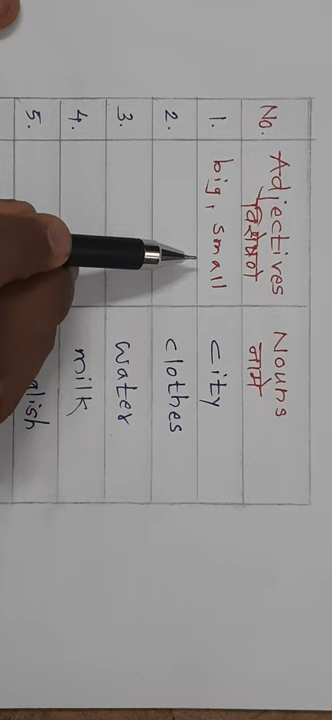 No. Adjectives Nouns
विशेषणे नामे
1. big, small city
2. clothes
3. water
4. milk
5.